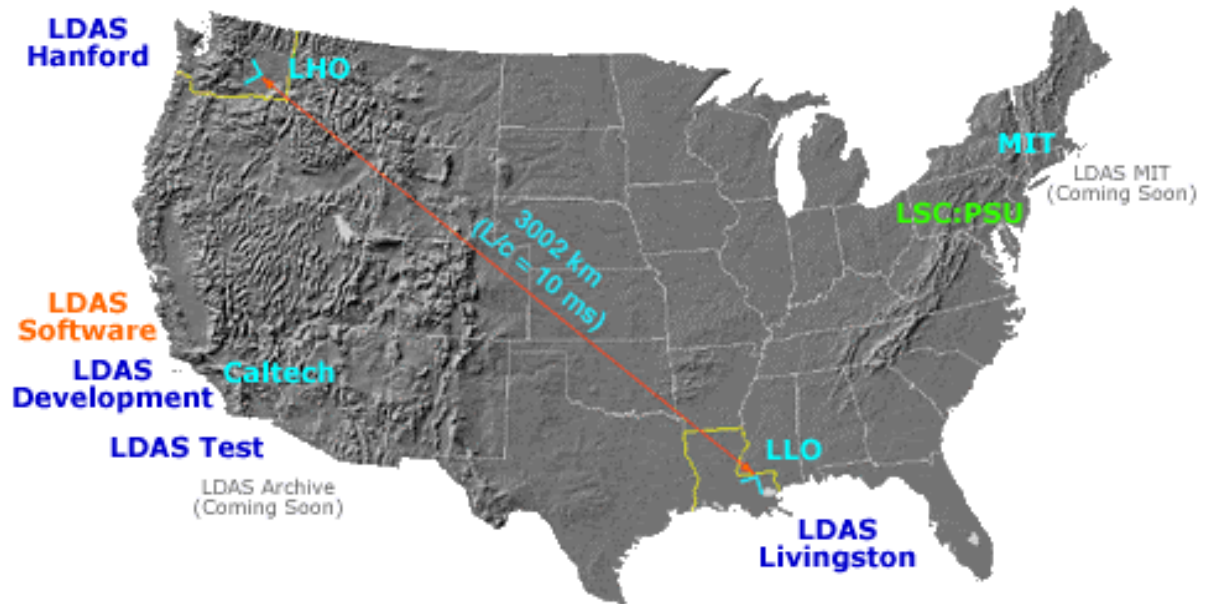 LDAS
Hanford
LHO
MIT
LDAS MIT
(Coming Soon)
LSC:PSU
3002 km
(L/c = 10 ms)
LDAS
Software
LDAS
Development
Caltech
LDAS Test
LDAS Archive
(Coming Soon)
LLO
LDAS
Livingston